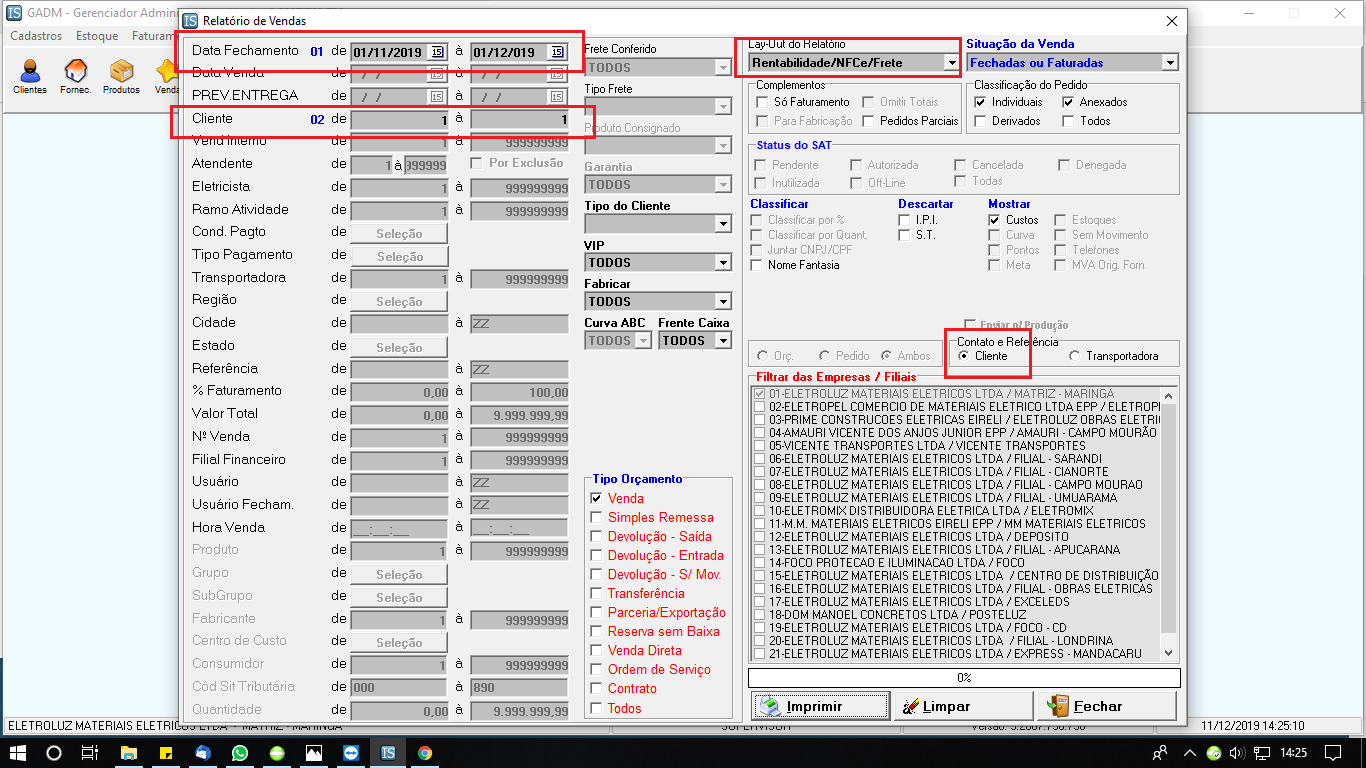 GADM - Gerenciador Admini
Relatório de Vendas
Cadastros Estoque Faturam
Clientes Fornec. Produtos Venda
Data Fechamento 01 de 01/11/2019 15 à 01/12/019 15
Data Venda de / / 15 à / / 15
PREV.ENTREGA de / / 15 à / / 15
Cliente 02 de 1 à 1
Vend Interno de 1 à 999999999
Atendente de 1 à 999999 Por Exclusão
Eletricista de 1 à 999999999
Ramo Atividade de 1 à 999999999
Cond. Pagto de Seleção
Tipo Pagamento de Seleção
Transportadora de 1 à 999999999
Região de Seleção
Cidade de à ZZ
Estado de Seleção
Referência de à ZZ
% Faturamento de 0,00 à 100,00
Valor Total de 0,00 à 9.999.999,99
Nº Venda de 1 à 999999999
Filial Financeiro de 1 à 999999999
Usuário de à ZZ
Usuário Fecham. de à ZZ
Hora Venda de __:__:__ à __:__:__
Produto de 1 à 999999999
Grupo de Seleção
SubGrupo de Seleção
Fabricante de 1 à 999999999
Centro de Custo de Seleção
Consumidor de 1 à 999999999
Cód Sit Tributária de 000 à 890
Quantidade de 0,00 à 9.999.999,99
Frete Conferido
TODOS
Tipo Frete
Produto Consignado
Garantia
TODOS
Tipo do Cliente
VIP
TODOS
Fabricar
TODOS
Curva ABC Frente Caixa
TODOS TODOS
Tipo Orçamento
Venda
Simples Remessa
Devolução - Saída
Devolução - Entrada
Devolução - S/ Mov.
Transferência
Parceria/Exportação
Reserva sem Baixa
Venda Direta
Ordem de Serviço
Contrato
Todos
Lay-Out do Relatório
Rentabilidade/NFCe/Frete
Situação da Venda
Fechadas ou Faturadas
Complementos
Só Faturamento Omitir Totais
Para Fabricação Pedidos Parciais
Classificação do Pedido
Individuais Anexados
Derivados Todos
Status do SAT
Pendente Autorizada Cancelada Denegada
Inutilizada Off-Line Todas
Classificar Descartar Mostrar
Classificar por % I.P.I. Custos Estoques
Classificar por Quant. S.T. Curva Sem Movimento
Juntar CNPJ/CPF Pontos Telefones
Nome Fantasia Meta MVA Orig. Forn.
Enviar p/ Produção
Orç. Pedido Ambos
Contato e Referência
Cliente Transportadora
Filtrar das Empresas / Filiais
01-ELETROLUZ MATERIAIS ELETRICOS LTDA / MATRIZ - MARINGA
02-ELETROPEL COMERCIO DE MATERIAIS ELETRICO LTDA EPP / ELETROPI
03-PRIME CONSTRUCOES ELETRICAS EIRELI / ELETROLUZ OBRAS ELETRI
04-AMAURI VICENTE DOS ANJOS JUNIOR EPP / AMAURI - CAMPO MOURÃO
05-VICENTE TRANSPORTES LTDA / VICENTE TRANSPORTES
06-ELETROLUZ MATERIAIS ELETRICOS LTDA / FILIAL - SARANDI
07-ELETROLUZ MATERIAIS ELETRICOS LTDA / FILIAL - CIANORTE
08-ELETROLUZ MATERIAIS ELETRICOS LTDA / FILIAL - CAMPO MOURAO
09-ELETROLUZ MATERIAIS ELETRICOS LTDA / FILIAL - UMUARAMA
10-ELETROMIX DISTRIBUIDORA ELETRICA LTDA / ELETROMIX
11-M.M. MATERIAIS ELETRICOS EIRELI EPP / MM MATERIAIS ELETRICOS
12-ELETROLUZ MATERIAIS ELETRICOS LTDA / DEPOSITO
13-ELETROLUZ MATERIAIS ELETRICOS LTDA / FILIAL - APUCARANA
14-FOCO PROTECAO E ILUMINACAO LTDA / FOCO
15-ELETROLUZ MATERIAIS ELETRICOS LTDA / CENTRO DE DISTRIBUIÇÃO
16-ELETROLUZ MATERIAIS ELETRICOS LTDA / FILIAL - OBRAS ELETRICAS
17-ELETROLUZ MATERIAIS ELETRICOS LTDA / EXCELEDS
18-DOM MANOEL CONCRETOS LTDA / POSTELUZ
19-ELETROLUZ MATERIAIS ELETRICOS LTDA / FOCO - CD
20-ELETROLUZ MATERIAIS ELETRICOS LTDA / FILIAL - LONDRINA
21-ELETROLUZ MATERIAIS ELETRICOS LTDA / EXPRESS - MANDACARU
0%
Imprimir Limpar Fechar
ELETROLUZ MATERIAIS ELETRICOS LTDA - MATRIZ - MARINGA SUPERVISOR 11/12/2019 14:25:10
14:25